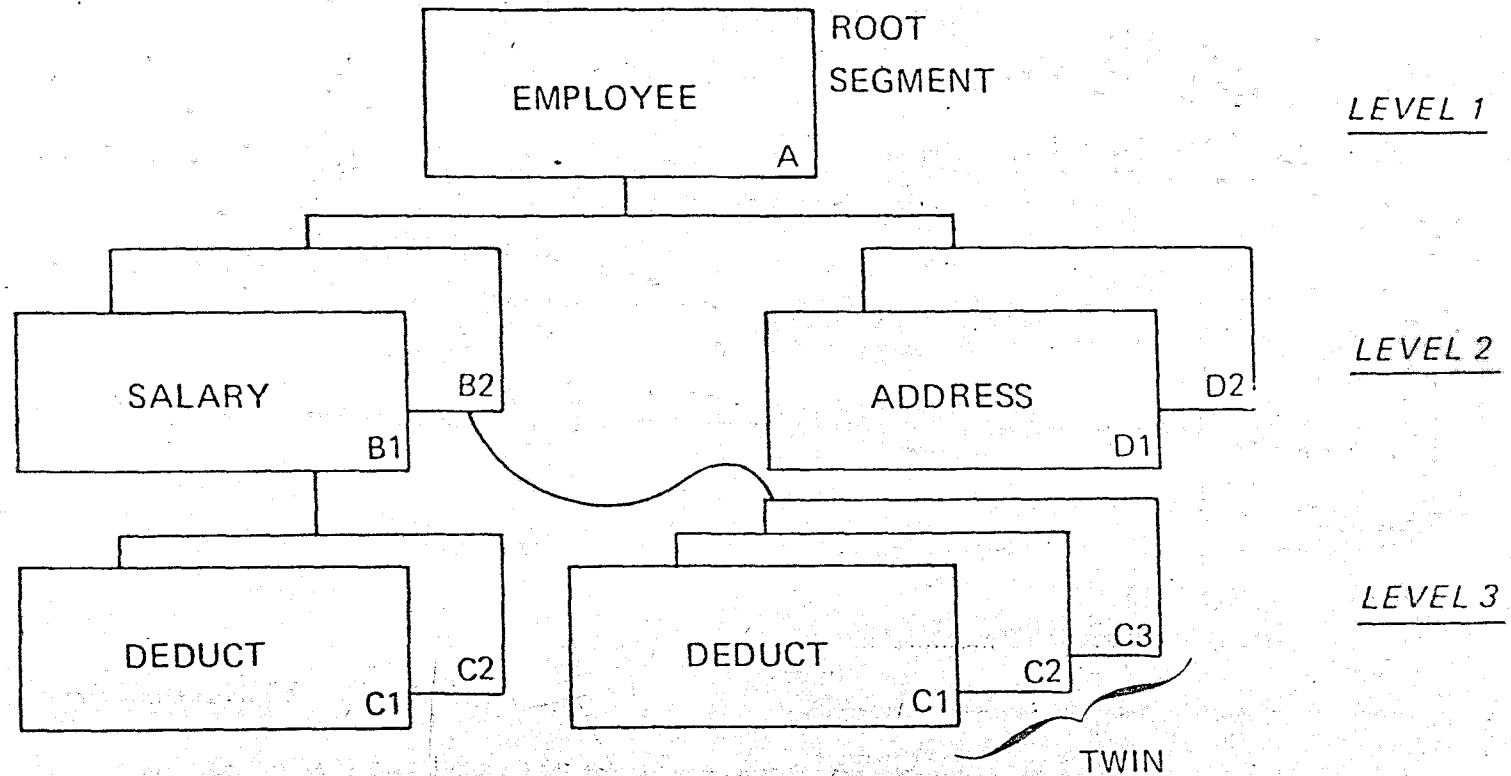 ROOT
SEGMENT
EMPLOYEE
A
LEVEL 1
SALARY
B1
B2
ADDRESS
D1
D2
LEVEL 2
DEDUCT
C1
C2
DEDUCT
C1
C2
C3
LEVEL 3
TWIN